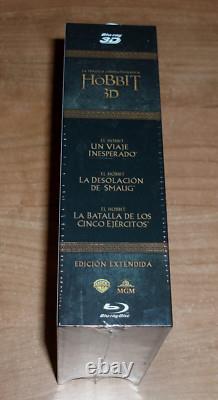 Blu-ray 3D
LA TRILOGÍA CINEMATOGRÁFICA
EL HOBBIT
3D
EL HOBBIT
UN VIAJE
INESPERADO
EL HOBBIT
LA DESOLACIÓN
DE SMAUG
EL HOBBIT
LA BATALLA DE LOS
CINCO EJÉRCITOS
EDICIÓN EXTENDIDA
WB
MGM
Blu-ray Disc